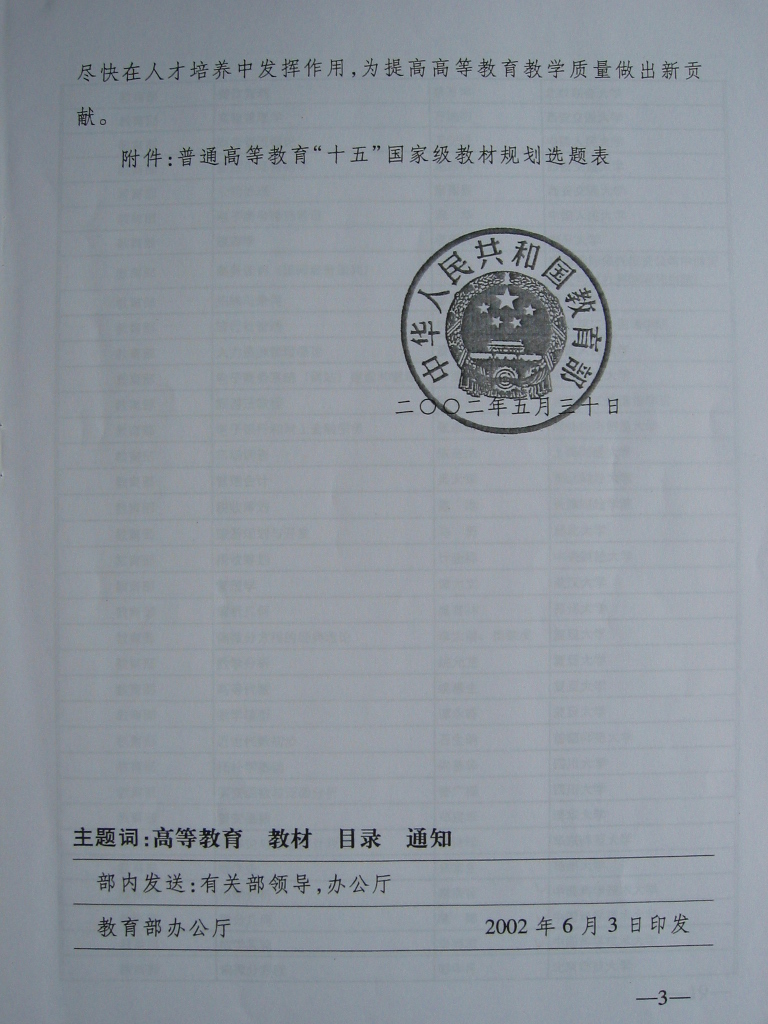 尽快在人才培养中发挥作用,为提高高等教育教学质量做出新贡
献。
附件:普通高等教育“十五”国家级教材规划选题表
中华人民共和国教育部
二〇〇二年五月三十日
主题词:高等教育 教材 目录 通知
部内发送:有关部领导,办公厅
教育部办公厅 2002 年 6 月 3 日印发
—3—